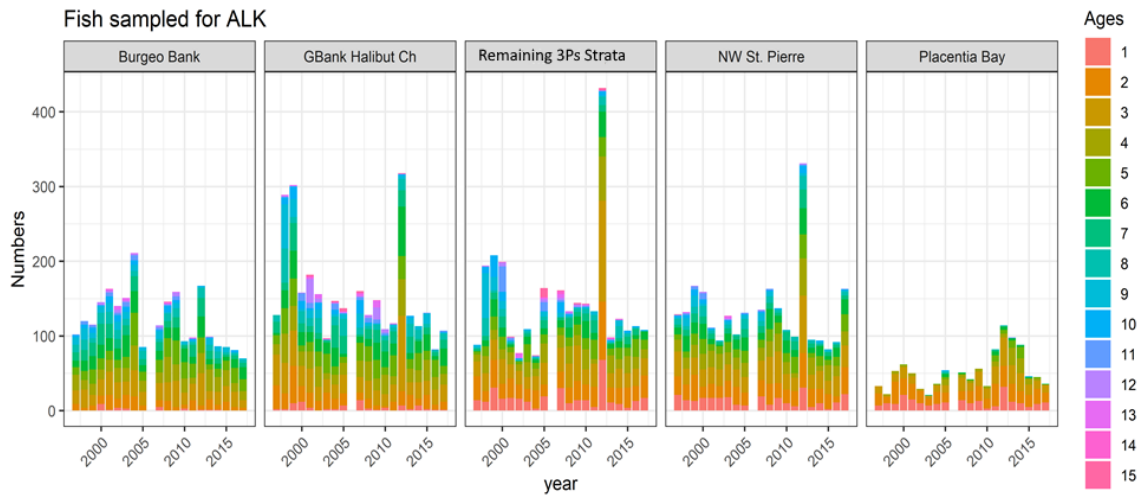 Fish sampled for ALK
Burgeo Bank
GBank Halibut Ch
Remaining 3Ps Strata
NW St. Pierre
Placentia Bay
Numbers
400
300
200
100
0
2000 2005 2010 2015
2000 2005 2010 2015
2000 2005 2010 2015
2000 2005 2010 2015
2000 2005 2010 2015
year
Ages
1
2
3
4
5
6
7
8
9
10
11
12
13
14
15